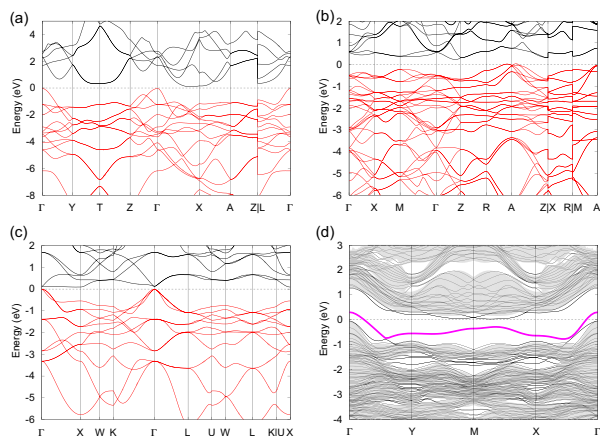 (a)
Energy (eV)
4
2
0
-2
-4
-6
-8
Γ Y T Z Γ X A Z|L Γ
(b)
Energy (eV)
2
1
0
-1
-2
-3
-4
-5
-6
Γ X M Γ Z R A Z|X R|M A
(c)
Energy (eV)
2
1
0
-1
-2
-3
-4
-5
-6
Γ X W K Γ L U W L K|U X
(d)
Energy (eV)
3
2
1
0
-1
-2
-3
-4
Γ Y M X Γ